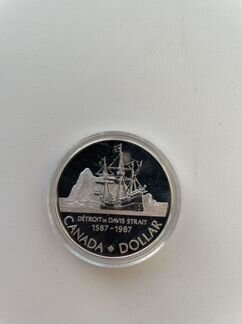 DÉTROIT DE DAVIS STRAIT
1587-1987
CANADA DOLLAR